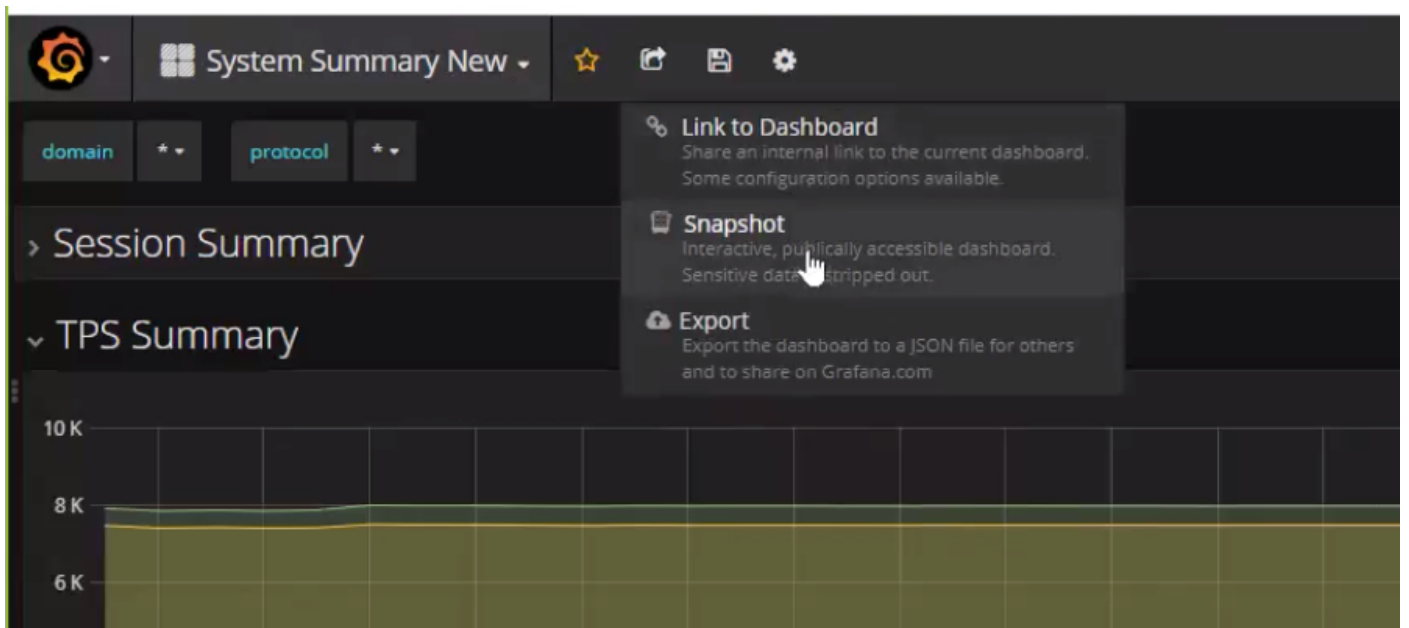 System Summary New
domain * protocol *
Link to Dashboard
Share an internal link to the current dashboard.
Some configuration options available.
Snapshot
Interactive, publically accessible dashboard.
Sensitive data stripped out.
Export
Export the dashboard to a JSON file for others
and to share on Grafana.com
Session Summary
TPS Summary
10 K
8 K
6 K